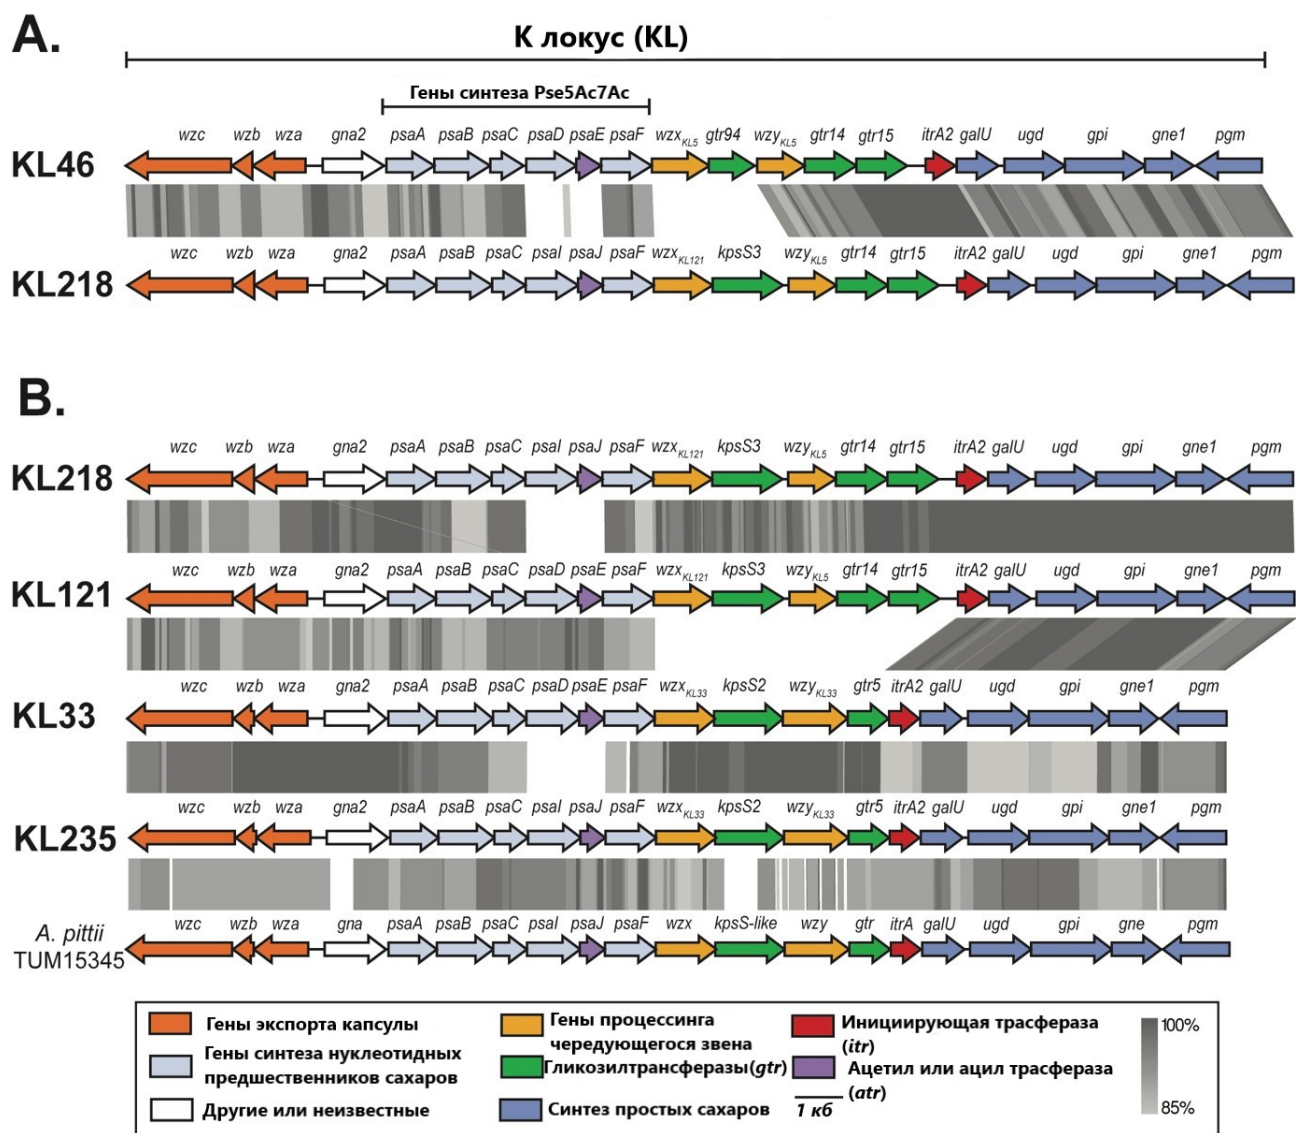 A.
К локус (KL)
Гены синтеза Pse5Ac7Ac
wzc wzb wza gna2 psaA psaB psaC psaD psaE psaF wzxKL5 gtr94 wzyKL5 gtr14 gtr15 itrA2 galU ugd gpi gne1 pgm
KL46
wzc wzb wza gna2 psaA psaB psaC psaI psaJ psaF wzxKL121 kpsS3 wzyKL5 gtr14 gtr15 itrA2 galU ugd gpi gne1 pgm
KL218
B.
wzc wzb wza gna2 psaA psaB psaC psaI psaJ psaF wzxKL121 kpsS3 wzyKL5 gtr14 gtr15 itrA2 galU ugd gpi gne1 pgm
KL218
wzc wzb wza gna2 psaA psaB psaC psaD psaE psaF wzxKL121 kpsS3 wzyKL5 gtr14 gtr15 itrA2 galU ugd gpi gne1 pgm
KL121
wzc wzb wza gna2 psaA psaB psaC psaD psaE psaF wzxKL33 kpsS2 wzyKL33 gtr5 itrA2 galU ugd gpi gne1 pgm
KL33
wzc wzb wza gna2 psaA psaB psaC psaI psaJ psaF wzxKL33 kpsS2 wzyKL33 gtr5 itrA2 galU ugd gpi gne1 pgm
KL235
wzc wzb wza gna psaA psaB psaC psaI psaJ psaF wzx kpsS-like wzy gtr itrA galU ugd gpi gne pgm
A. pittii
TUM15345
Гены экспорта капсулы
Гены синтеза нуклеотидных
предшественников сахаров
Другие или неизвестные
Гены процессинга
чередующегося звена
Гликозилтрансферазы(gtr)
Синтез простых сахаров
Инициирующая трасфераза
(itr)
Ацетил или ацил трасфераза
(atr)
1 кб
100%
85%